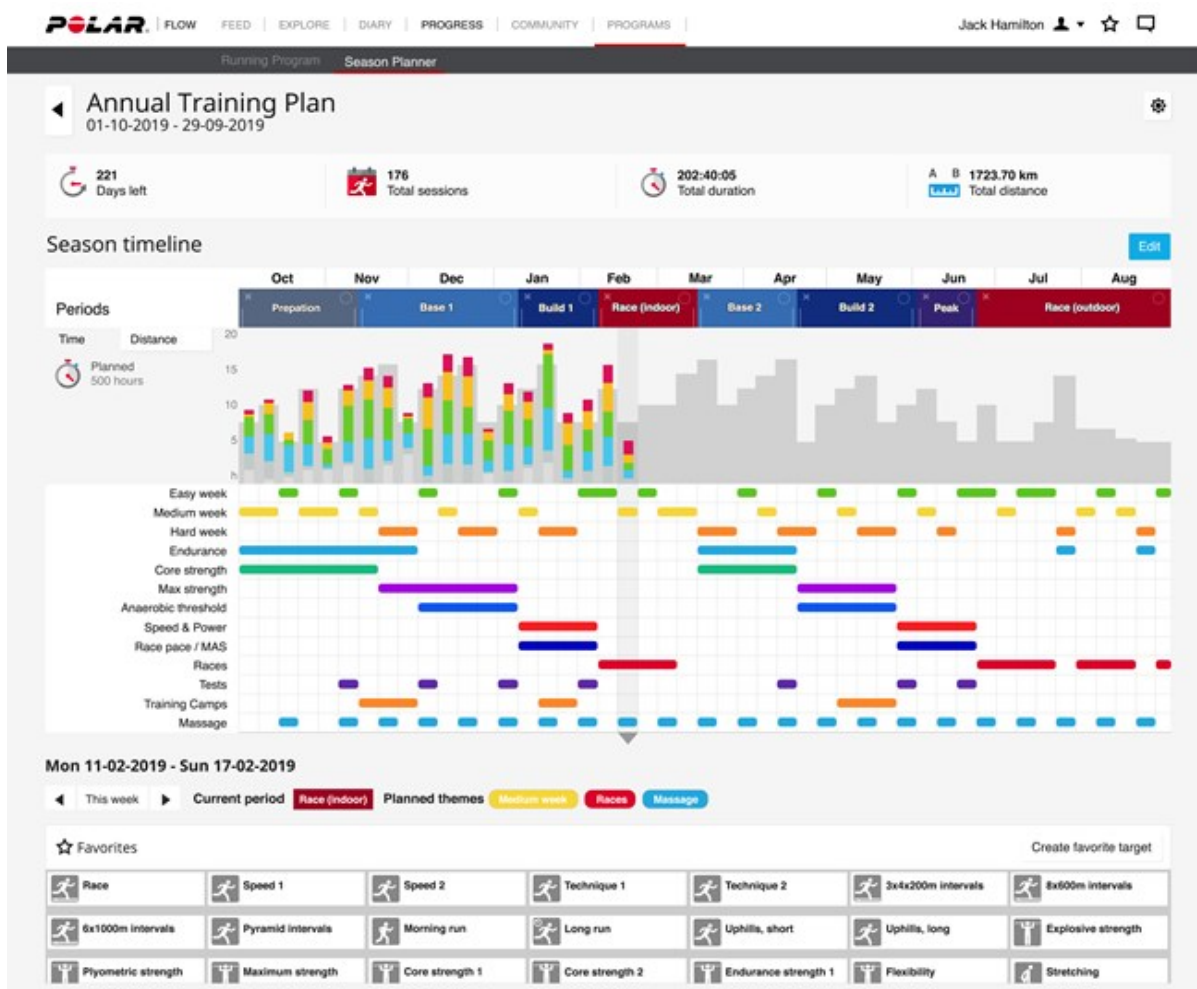 POLAR. FLOW FEED EXPLORE DIARY PROGRESS COMMUNITY PROGRAMS Jack Hamilton
Running Program Season Planner
Annual Training Plan
01-10-2019 - 29-09-2019
221 176 202:40:05 A B 1723.70 km
Days left Total sessions Total duration Total distance
Season timeline Edit
Oct Nov Dec Jan Feb Mar Apr May Jun Jul Aug
Periods Prepation Base 1 Build 1 Race (indoor) Base 2 Build 2 Peak Race (outdoor)
Time Distance 20
Planned 15
500 hours
10
5
h
Easy week
Medium week
Hard week
Endurance
Core strength
Max strength
Anaerobic threshold
Speed & Power
Race pace / MAS
Races
Tests
Training Camps
Massage
Mon 11-02-2019 - Sun 17-02-2019
This week Current period Race (indoor) Planned themes Medium week Races Massage
Favorites Create favorite target
Race Speed 1 Speed 2 Technique 1 Technique 2 3x4x200m intervals 8x600m intervals
6x1000m intervals Pyramid intervals Morning run Long run Uphills, short Uphills, long Explosive strength
Plyometric strength Maximum strength Core strength 1 Core strength 2 Endurance strength 1 Flexibility Stretching